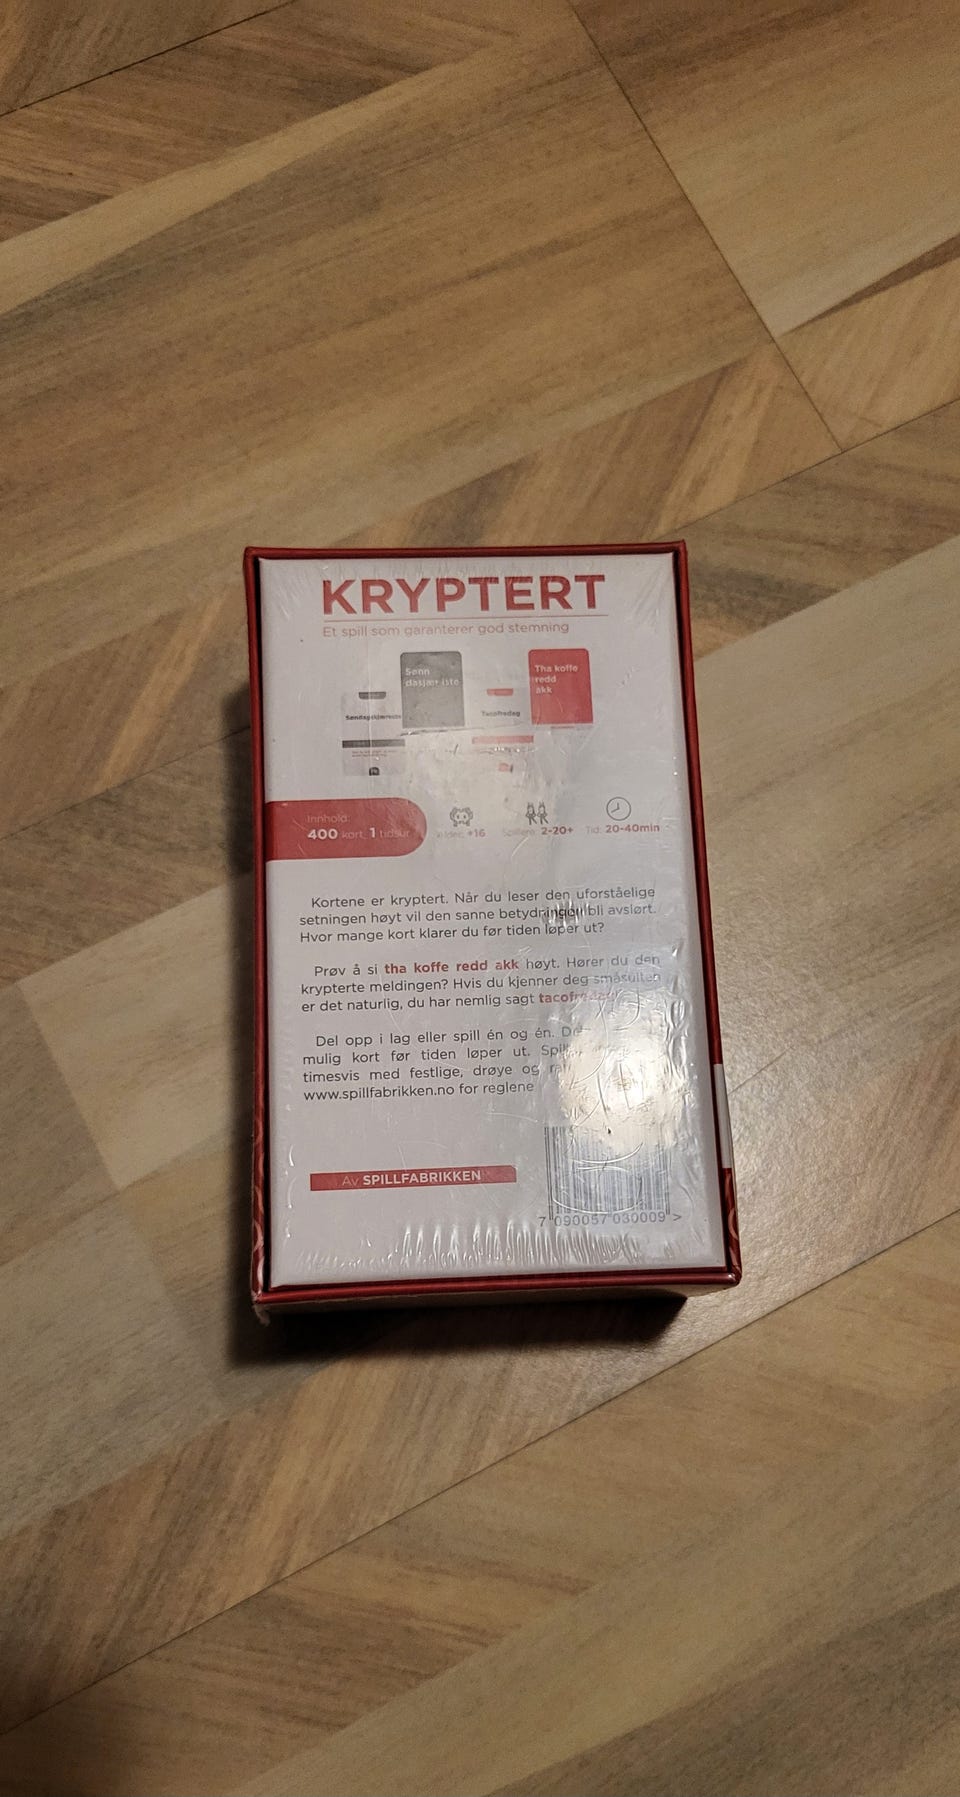 KRYPTERT
Et spill som garanterer god stemning
Sønn
dasjær iste
Tha koffe
redd
akk
Søndagskjæreste
Tacofredag
Innhold:
400 kort, 1 tidsur
Alder: +16
Spillere: 2-20+
Tid: 20-40min
Kortene er kryptert. Når du leser den uforståelige
setningen høyt vil den sanne betydningen bli avslørt.
Hvor mange kort klarer du før tiden løper ut?
Prøv å si tha koffe redd akk høyt. Hører du den
krypterte meldingen? Hvis du kjenner deg småsulten
er det naturlig, du har nemlig sagt tacofredag
Del opp i lag eller spill én og én.
mulig kort før tiden løper ut.
timesvis med festlige, drøye og
www.spillfabrikken.no for reglene
Av SPILLFABRIKKEN
7 090057 030009 >